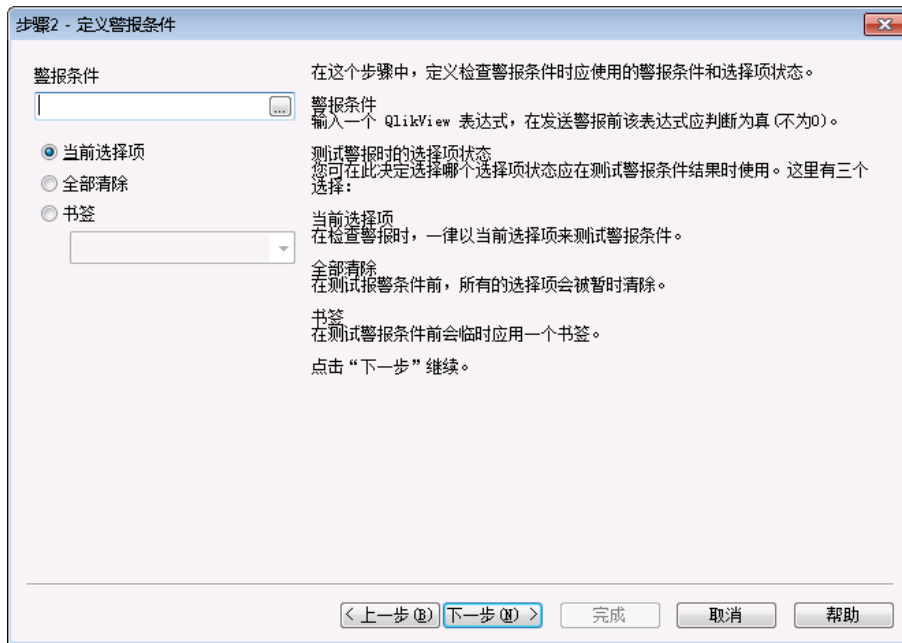 步骤2 - 定义警报条件
警报条件
...
当前选择项
全部清除
书签
在这个步骤中，定义检查警报条件时应使用的警报条件和选择项状态。
警报条件
输入一个 QlikView 表达式，在发送警报前该表达式应判断为真(不为0)。
测试警报时的选择项状态
您可在此决定选择哪个选择项状态应在测试警报条件结果时使用。这里有三个
选择：
当前选择项
在检查警报时，一律以当前选择项来测试警报条件。
全部清除
在测试报警条件前，所有的选择项会被暂时清除。
书签
在测试警报条件前会临时应用一个书签。
点击“下一步”继续。
< 上一步(B) 下一步(N) > 完成 取消 帮助